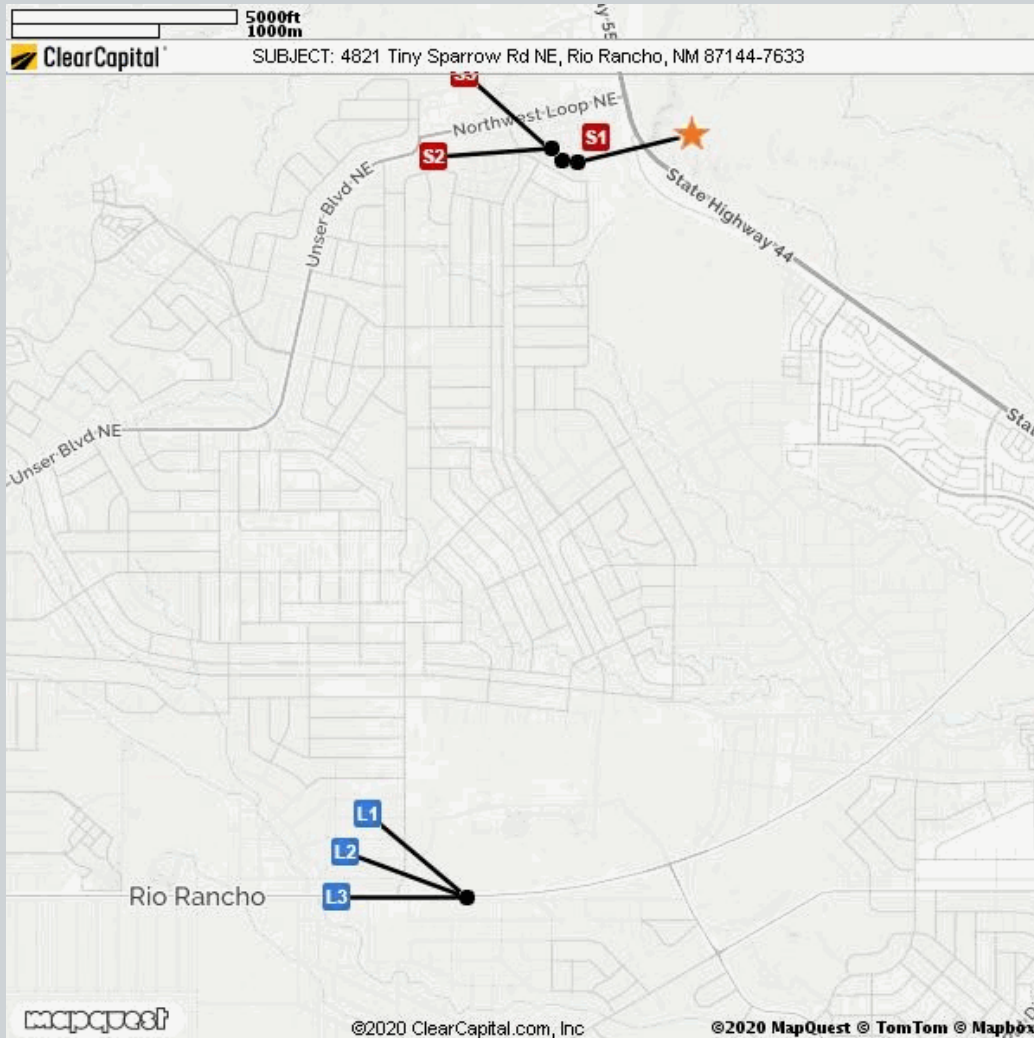 5000ft
1000m
ClearCapital
SUBJECT: 4821 Tiny Sparrow Rd NE, Rio Rancho, NM 87144-7633
S3
Northwest Loop NE
S1
S2
Unser Blvd NE
State Highway 44
Unser Blvd NE
L1
L2
L3
Rio Rancho
mapquest
©2020 ClearCapital.com, Inc
©2020 MapQuest © TomTom © Mapbox